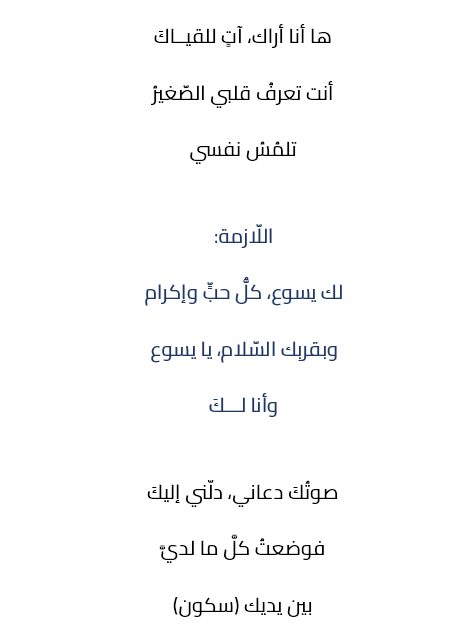 ها أنا أراك، آتٍ للقيــاكَ
أنت تعرفُ قلبي الصّغيرُ
تلمُسُ نفسي
اللّازمة:
لك يسوع، كلُّ حبٍّ وإكرام
وبقربِك السّلام، يا يسوع
وأنا لـــكَ
صوتُكَ دعاني، دلّني إليكَ
فوضعتُ كلَّ ما لديَّ
بين يديك (سكون)